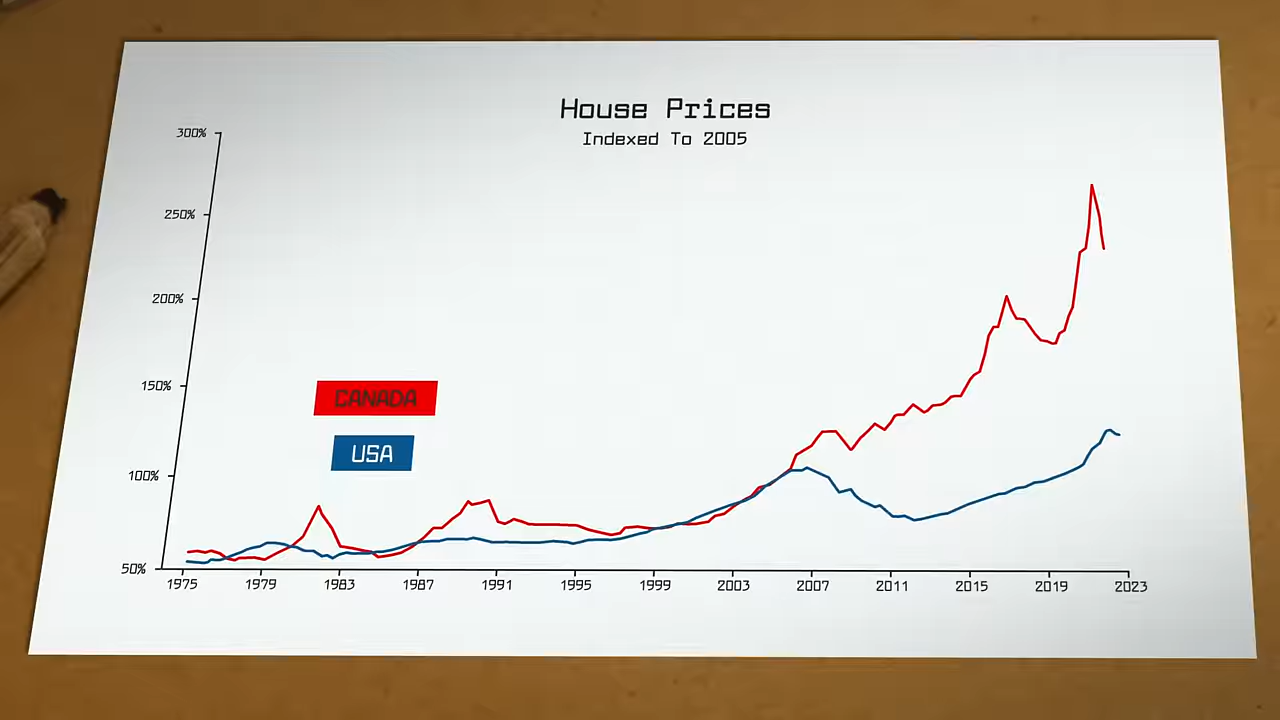 House Prices
Indexed To 2005
300%
250%
200%
150%
100%
50%
CANADA
USA
1975 1979 1983 1987 1991 1995 1999 2003 2007 2011 2015 2019 2023